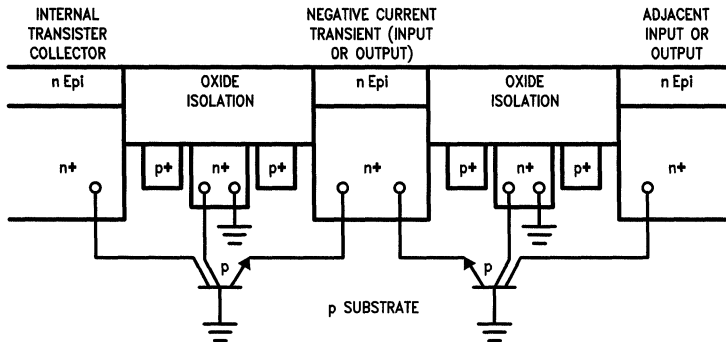 INTERNAL
TRANSISTER
COLLECTOR
NEGATIVE CURRENT
TRANSIENT (INPUT
OR OUTPUT)
ADJACENT
INPUT OR
OUTPUT
n Epi
OXIDE
ISOLATION
n Epi
OXIDE
ISOLATION
n Epi
n+
p+
n+
p+
n+
p+
n+
p+
n+
p
p
p SUBSTRATE